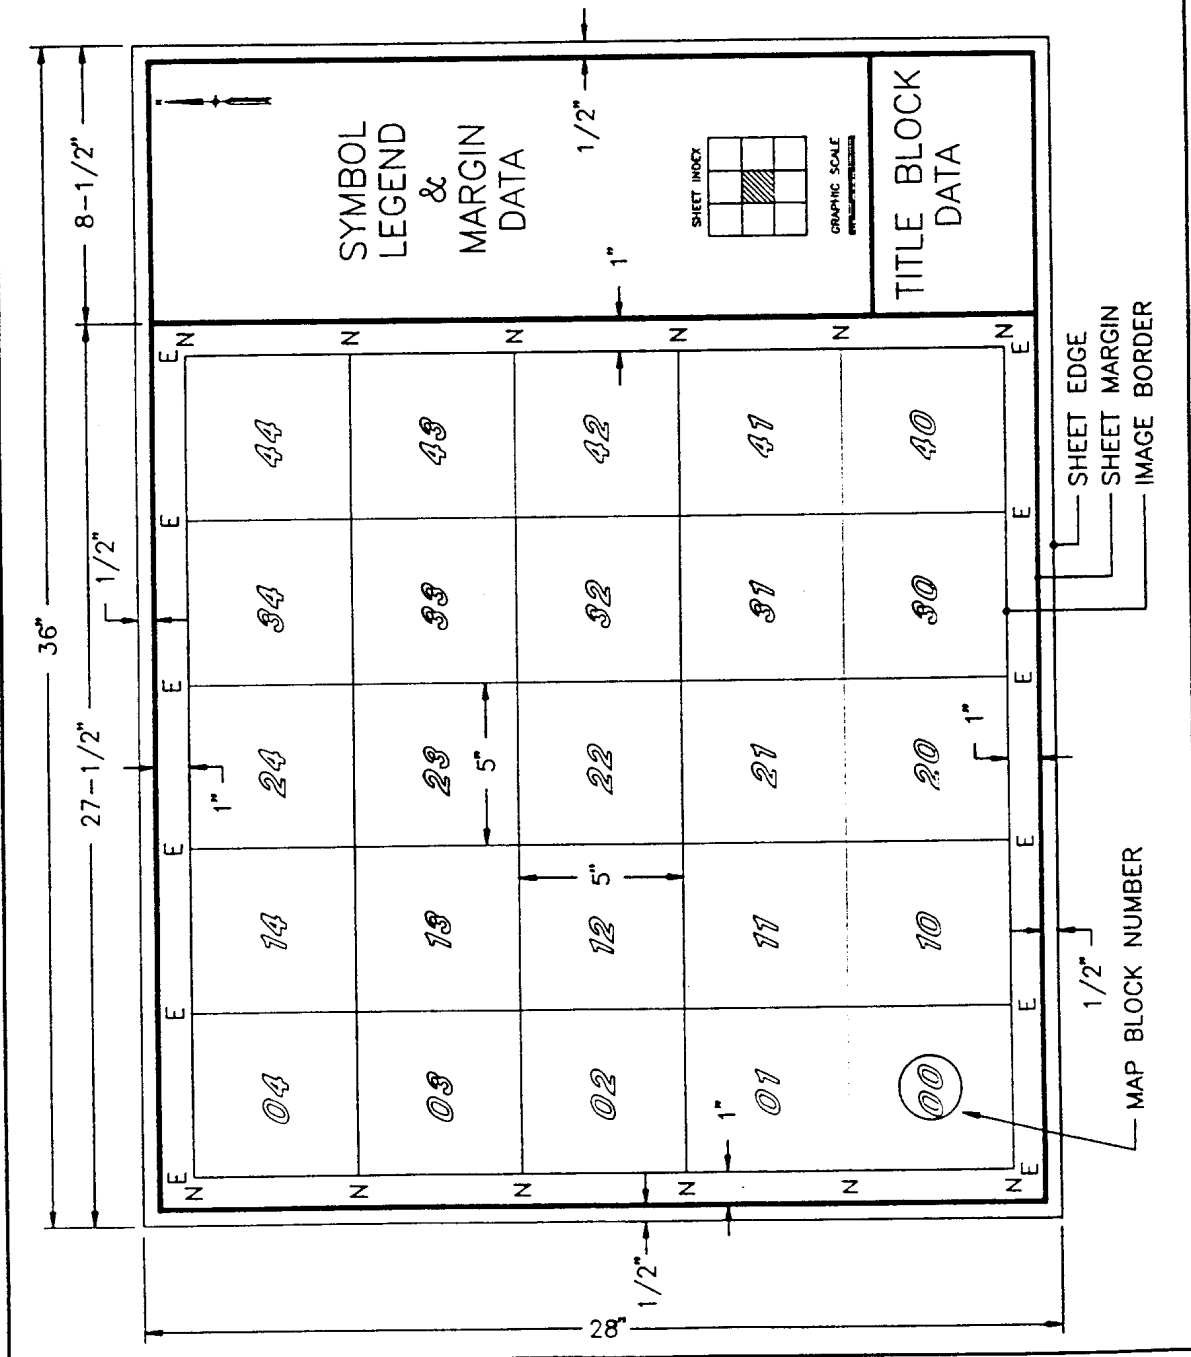 36"
27-1/2"
8-1/2"
1/2"
1"
E
E
E
E
E
E
N
N
04
14
24
34
44
N
N
03
13
23
33
43
5"
N
N
02
12
22
32
42
5"
N
N
01
11
21
31
41
N
N
00
10
20
30
40
N
N
E
E
E
E
E
E
1"
1"
1"
1/2"
1/2"
1/2"
28"
N
SYMBOL
LEGEND
&
MARGIN
DATA
SHEET INDEX
GRAPHIC SCALE
TITLE BLOCK
DATA
SHEET EDGE
SHEET MARGIN
IMAGE BORDER
MAP BLOCK NUMBER